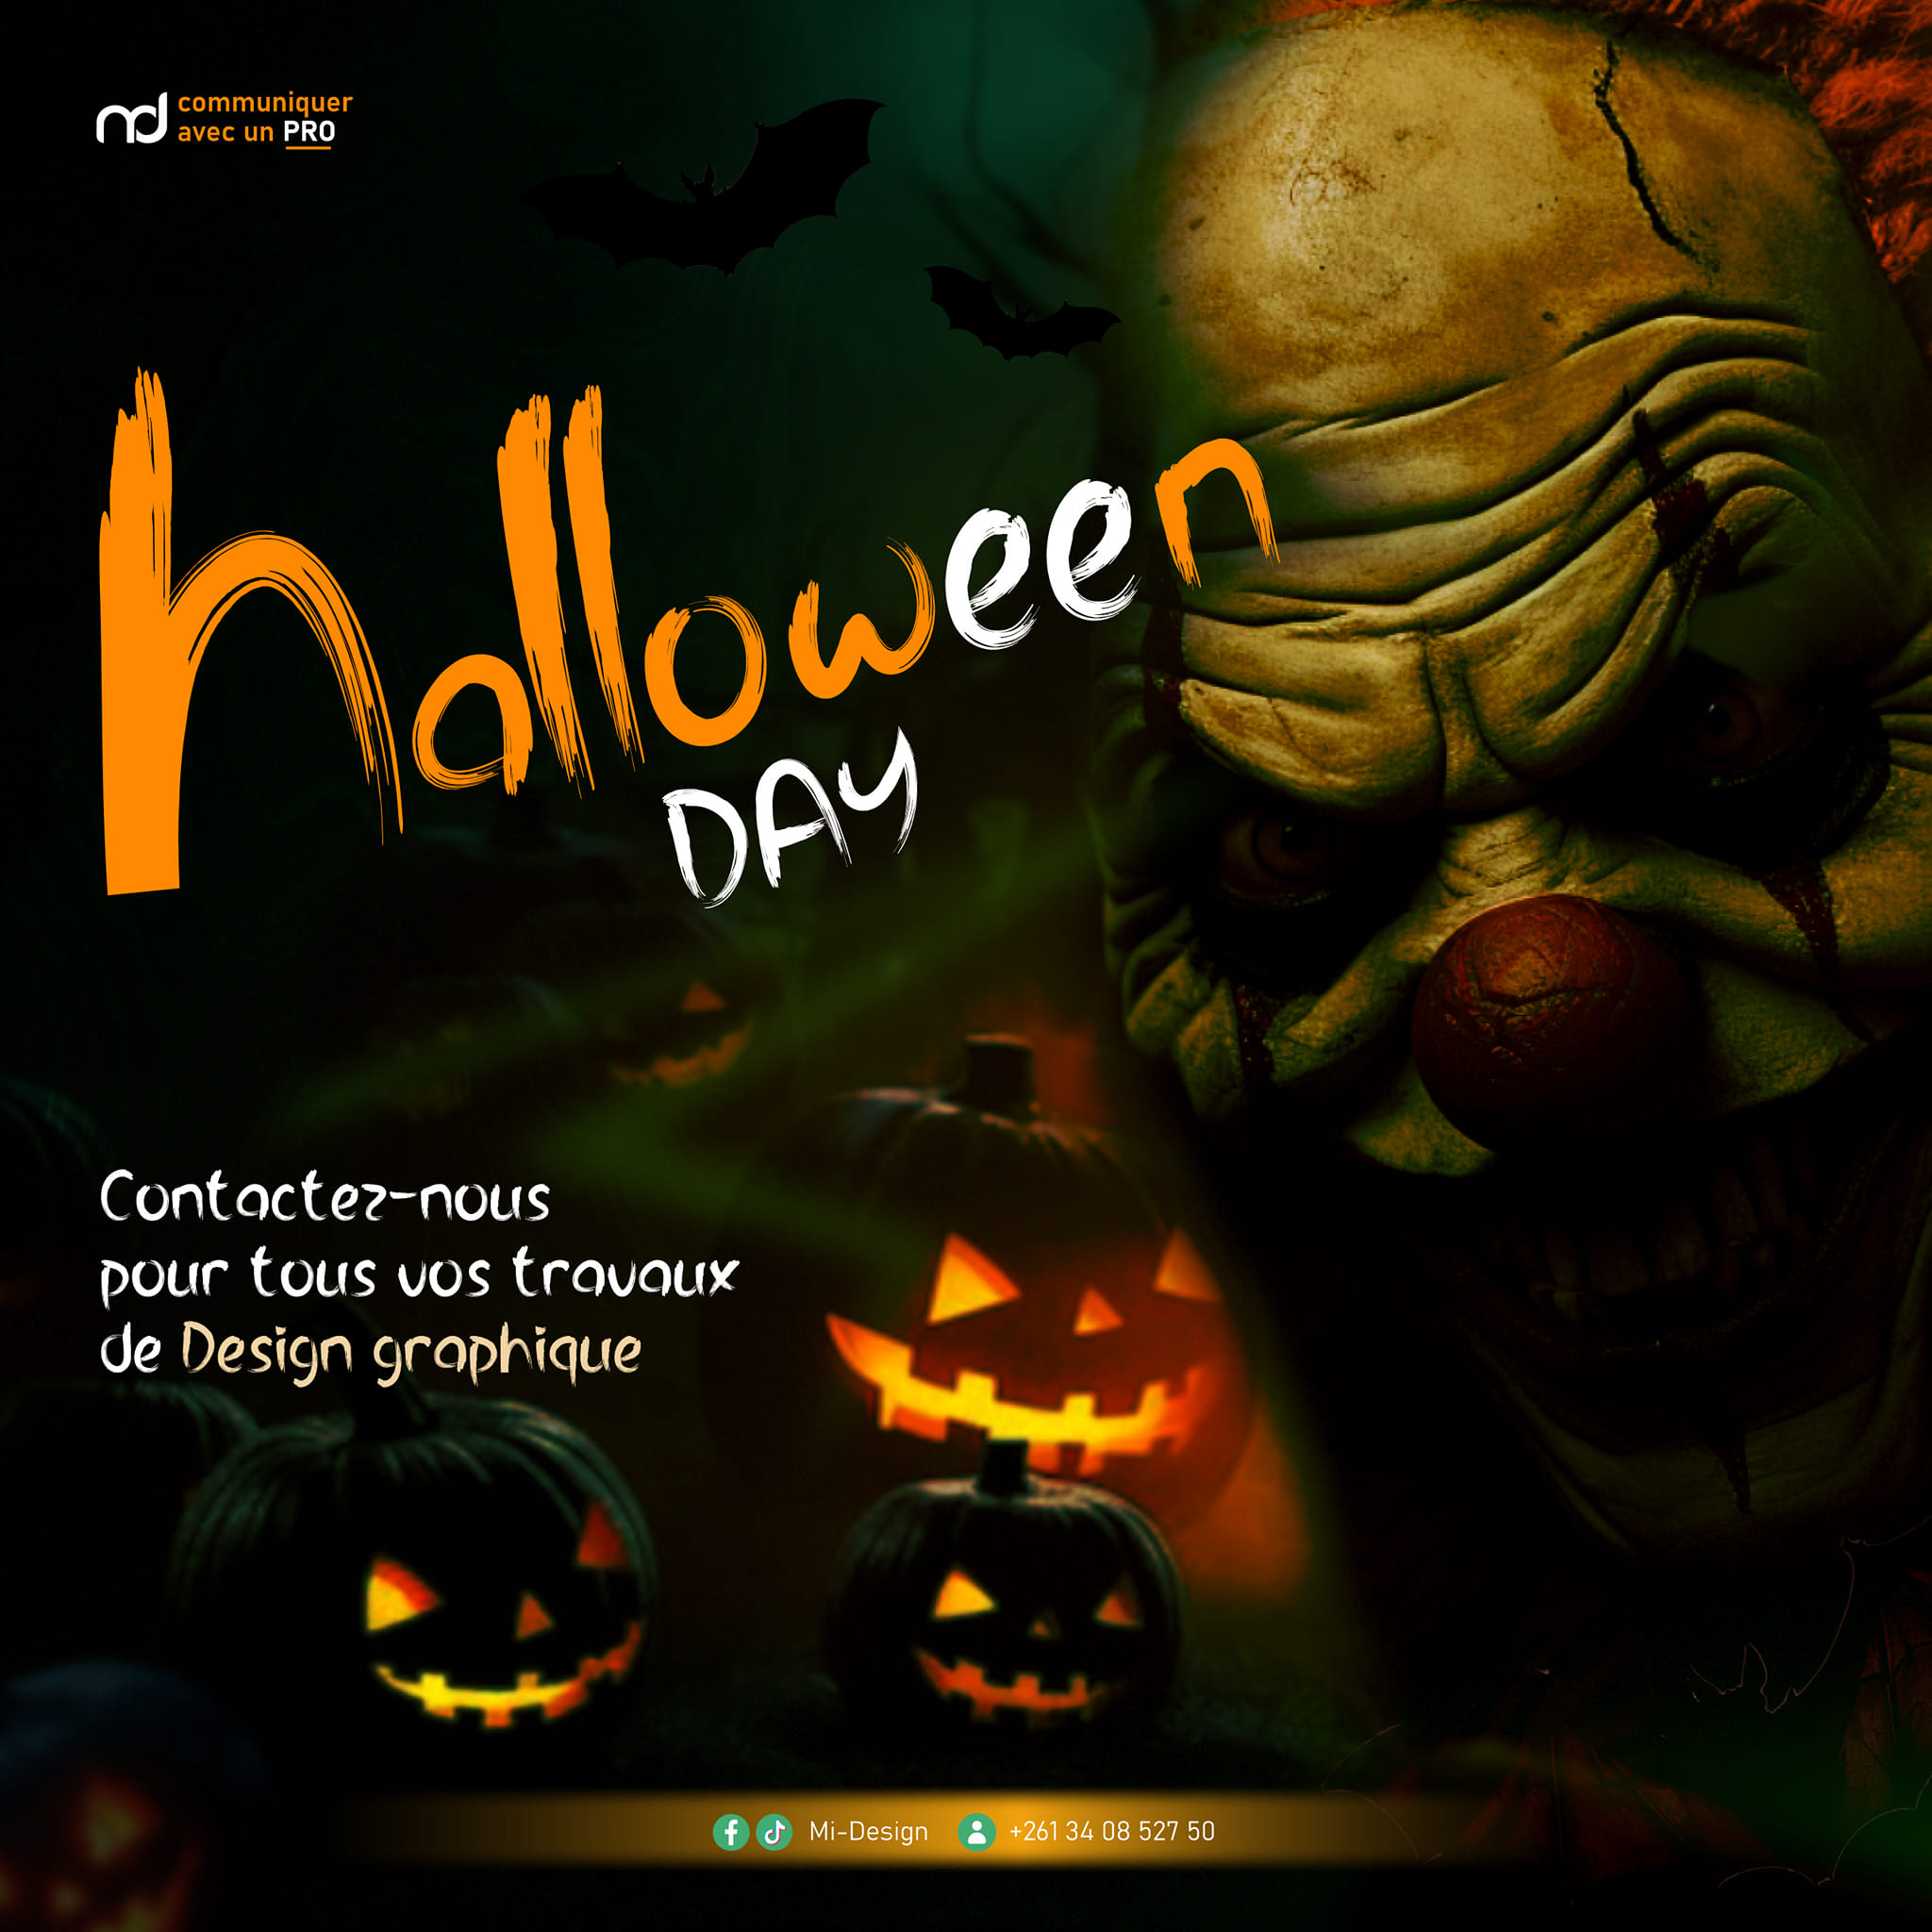 nd communiquer
avec un PRO
halloween
DAY
Contactez-nous
pour tous vos travaux
de Design graphique
Mi-Design +261 34 08 527 50